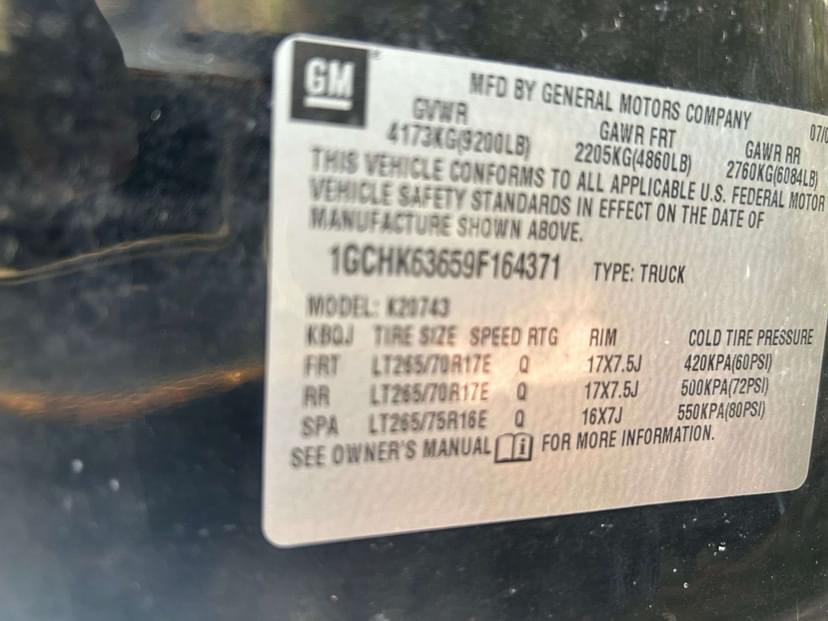 GM
MFD BY GENERAL MOTORS COMPANY
GVWR GAWR FRT GAWR RR
4173KG(9200LB) 2205KG(4860LB) 2760KG(6084LB)
THIS VEHICLE CONFORMS TO ALL APPLICABLE U.S. FEDERAL MOTOR
VEHICLE SAFETY STANDARDS IN EFFECT ON THE DATE OF
MANUFACTURE SHOWN ABOVE.
1GCHK63659F164371 TYPE: TRUCK
MODEL: K20743
KBQJ TIRE SIZE SPEED RTG RIM COLD TIRE PRESSURE
FRT LT265/70R17E Q 17X7.5J 420KPA(60PSI)
RR LT265/70R17E Q 17X7.5J 500KPA(72PSI)
SPA LT265/75R16E Q 16X7J 550KPA(80PSI)
SEE OWNER'S MANUAL i FOR MORE INFORMATION.